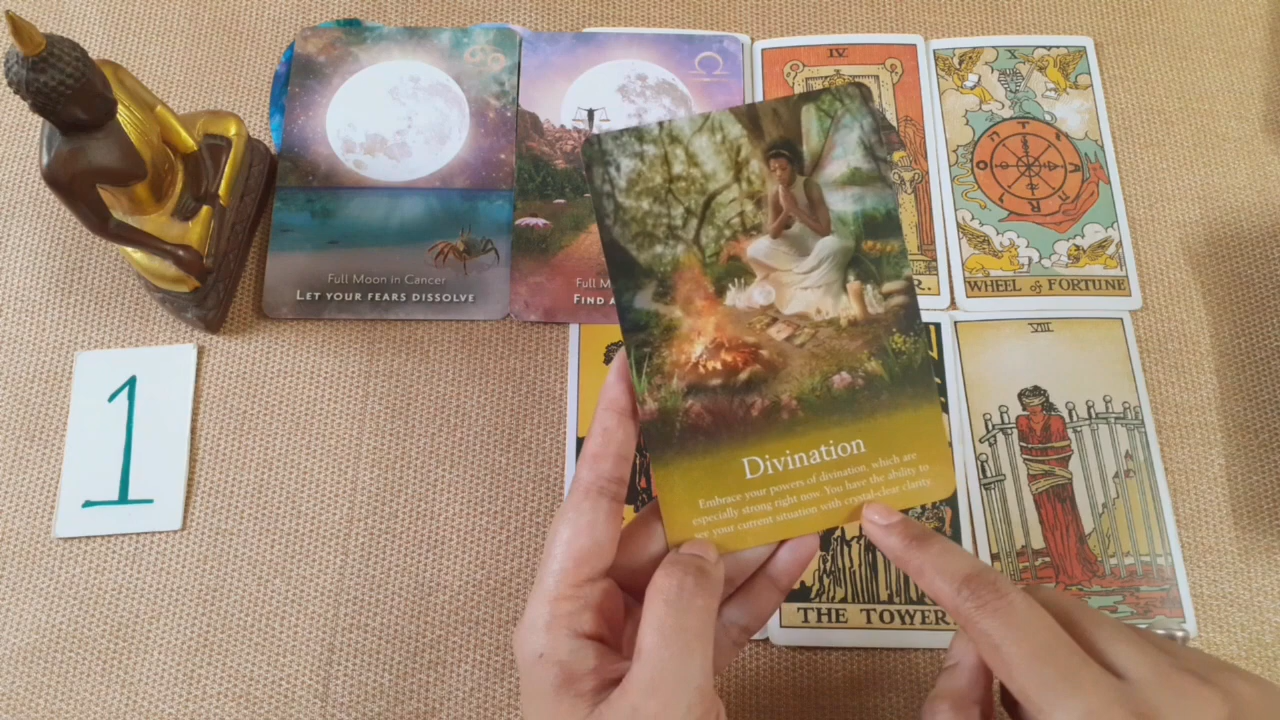 IV
X
Full Moon in Cancer
LET YOUR FEARS DISSOLVE
Full
FIND A
R.
WHEEL of FORTUNE
VIII
1
Divination
Embrace your powers of divination, which are
especially strong right now. You have the ability to
see your current situation with crystal-clear clarity.
THE TOWER.